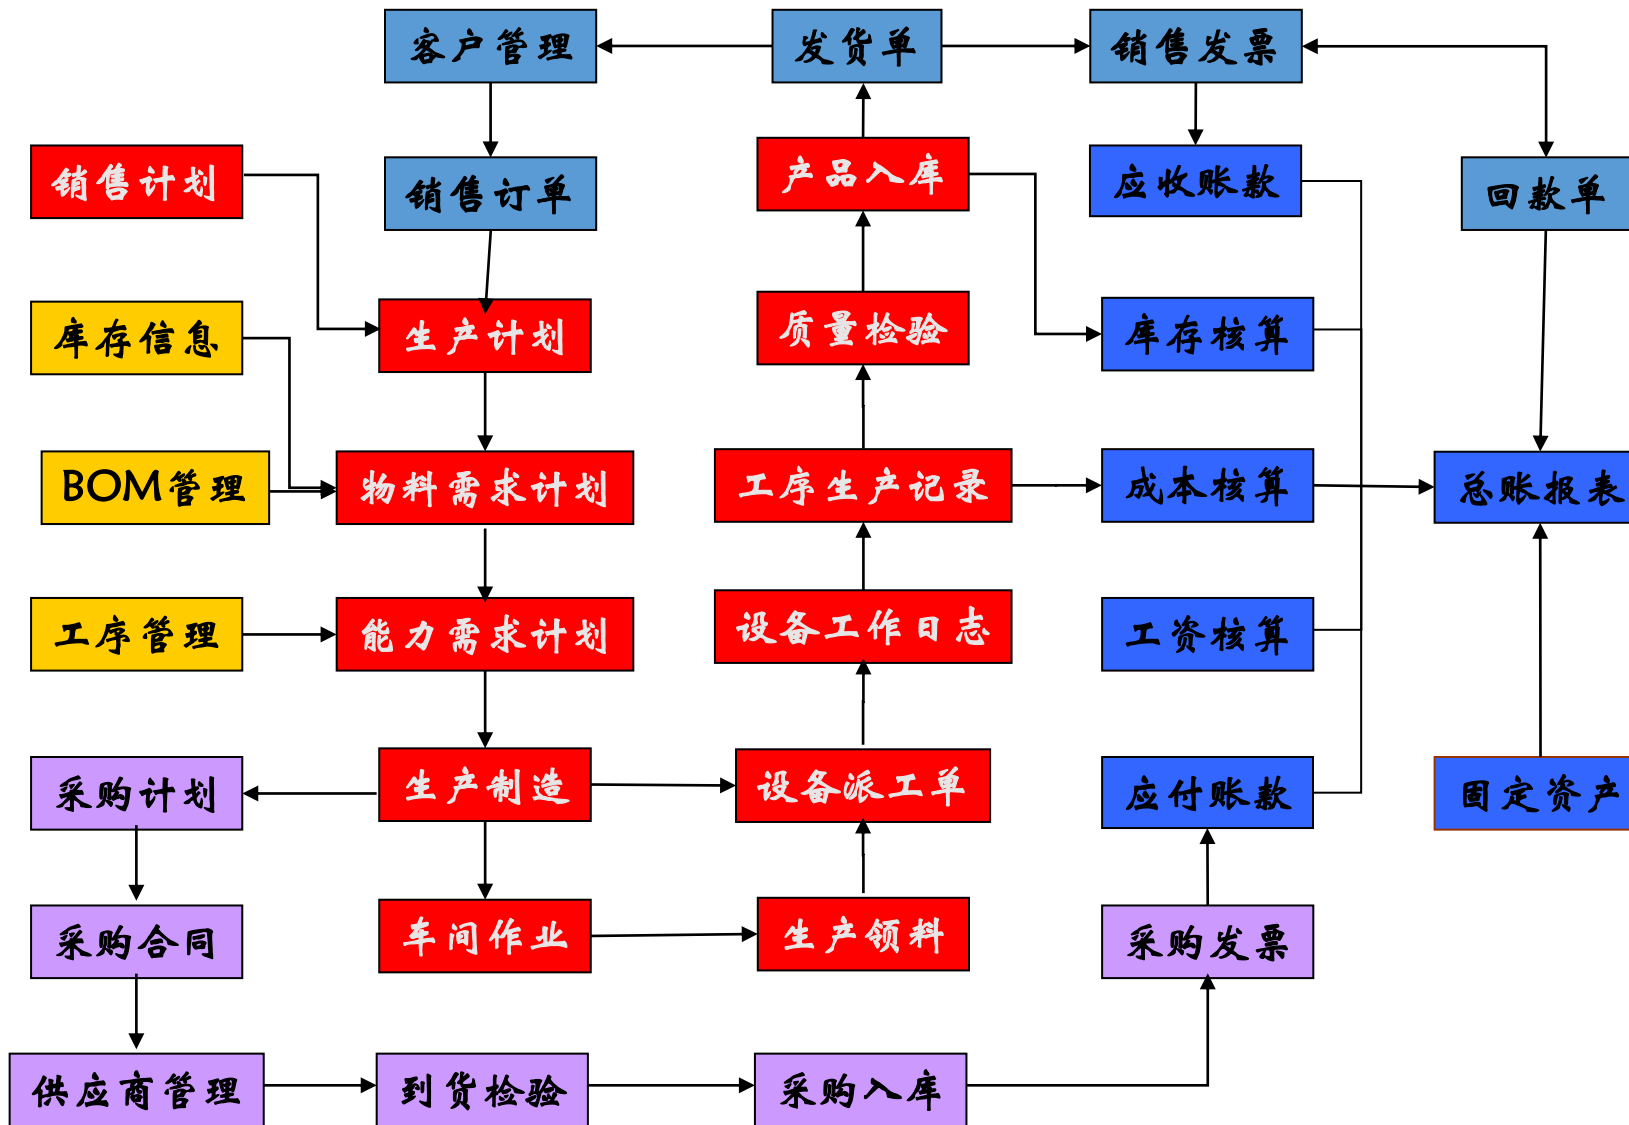 客户管理
发货单
销售发票
销售计划
销售订单
产品入库
应收账款
回款单
库存信息
生产计划
质量检验
库存核算
BOM管理
物料需求计划
工序生产记录
成本核算
总账报表
工序管理
能力需求计划
设备工作日志
工资核算
采购计划
生产制造
设备派工单
应付账款
固定资产
采购合同
车间作业
生产领料
采购发票
供应商管理
到货检验
采购入库